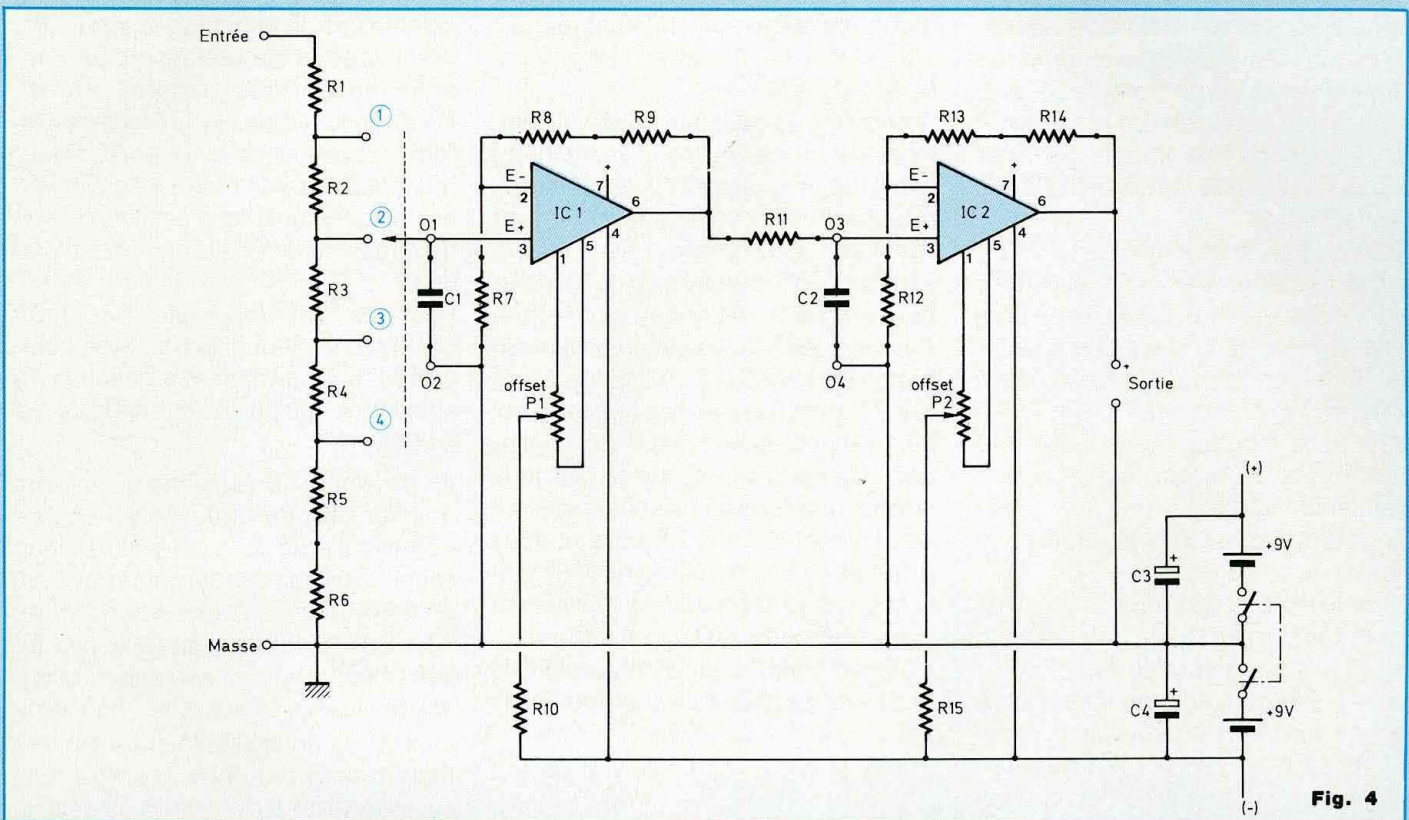 Entrée
R1
①
R2
②
R3
③
R4
④
R5
R6
Masse
O1
C1
O2
R7
R8
R9
E-
2
E+
3
IC 1
7
+
6
4
5
1
offset
P1
R10
R11
O3
C2
O4
R12
R13
R14
E-
2
E+
3
IC 2
7
+
6
4
5
1
offset
P2
R15
+
Sortie
(+)
+9V
C3
+
C4
+
+9V
(-)
Fig. 4